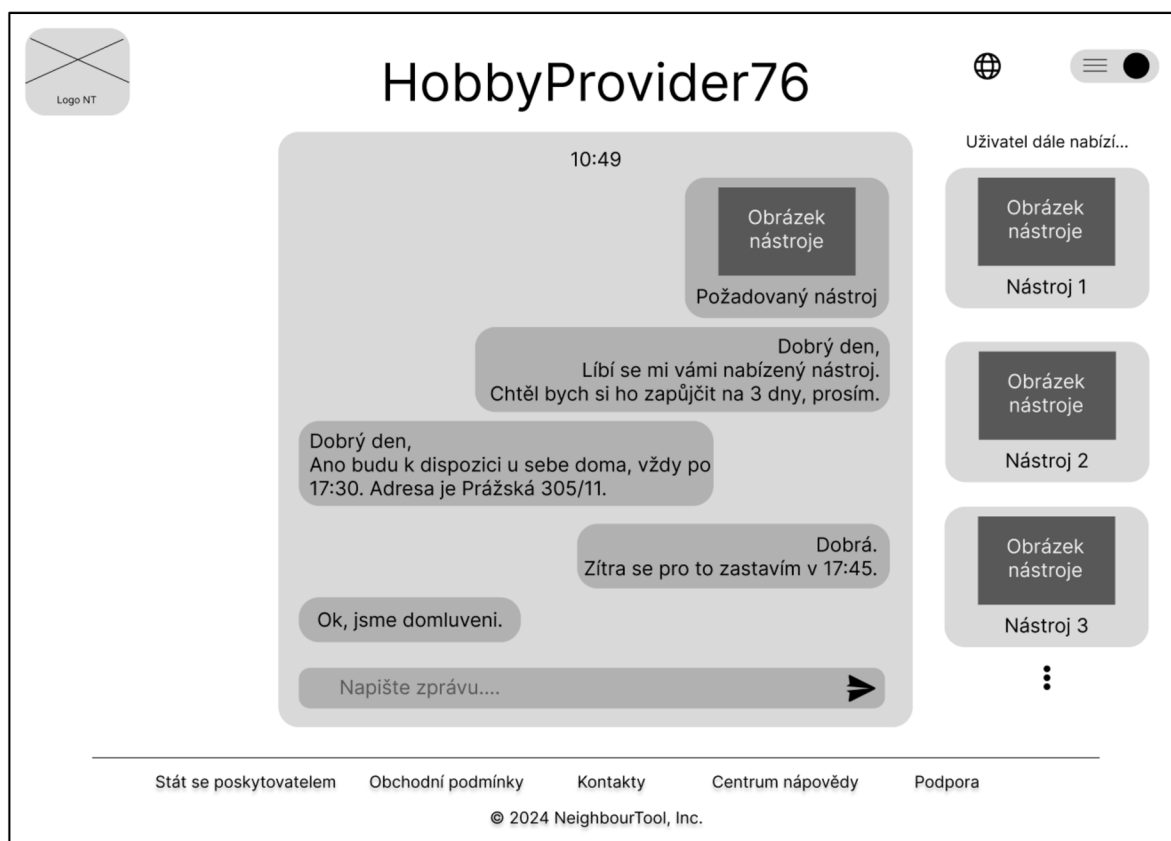 Logo NT
HobbyProvider76
10:49
Obrázek
nástroje
Požadovaný nástroj
Dobrý den,
Líbí se mi vámi nabízený nástroj.
Chtěl bych si ho zapůjčit na 3 dny, prosím.
Dobrý den,
Ano budu k dispozici u sebe doma, vždy po
17:30. Adresa je Prážská 305/11.
Dobrá.
Zítra se pro to zastavím v 17:45.
Ok, jsme domluveni.
Napište zprávu....
Uživatel dále nabízí...
Obrázek
nástroje
Nástroj 1
Obrázek
nástroje
Nástroj 2
Obrázek
nástroje
Nástroj 3
Stát se poskytovatelem Obchodní podmínky Kontakty Centrum nápovědy Podpora
© 2024 NeighbourTool, Inc.